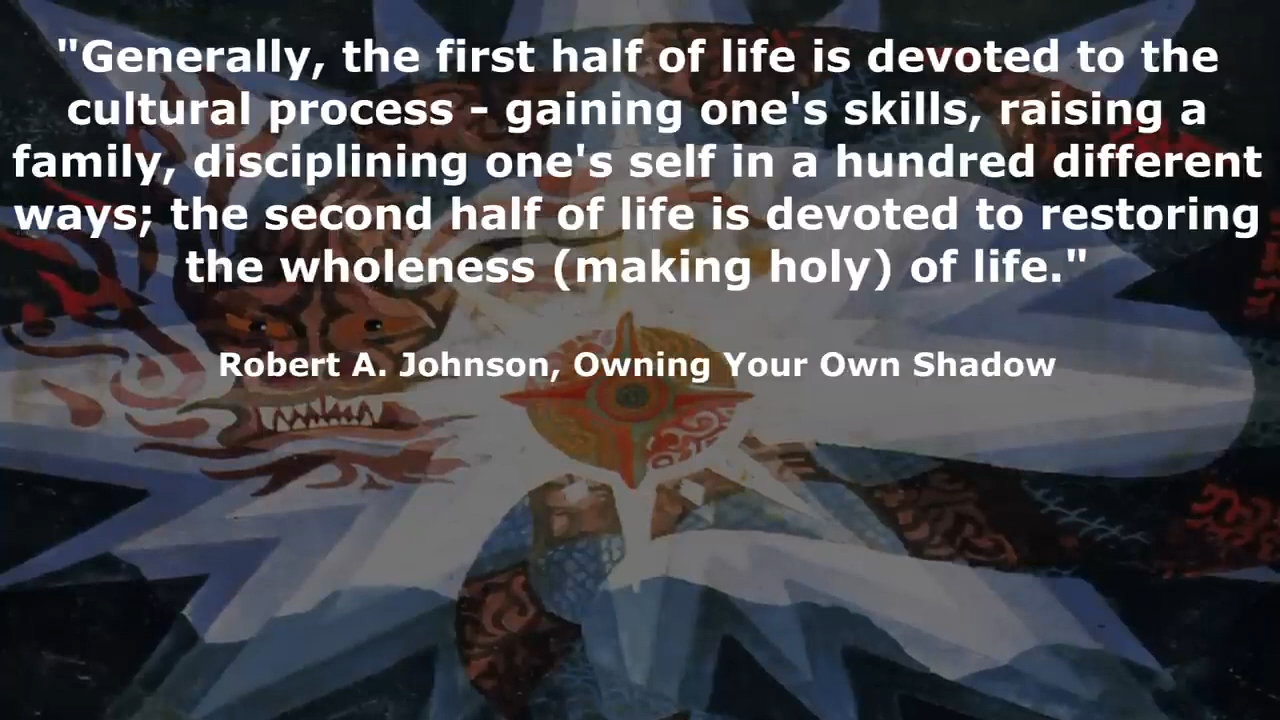 "Generally, the first half of life is devoted to the
cultural process - gaining one's skills, raising a
family, disciplining one's self in a hundred different
ways; the second half of life is devoted to restoring
the wholeness (making holy) of life."
Robert A. Johnson, Owning Your Own Shadow